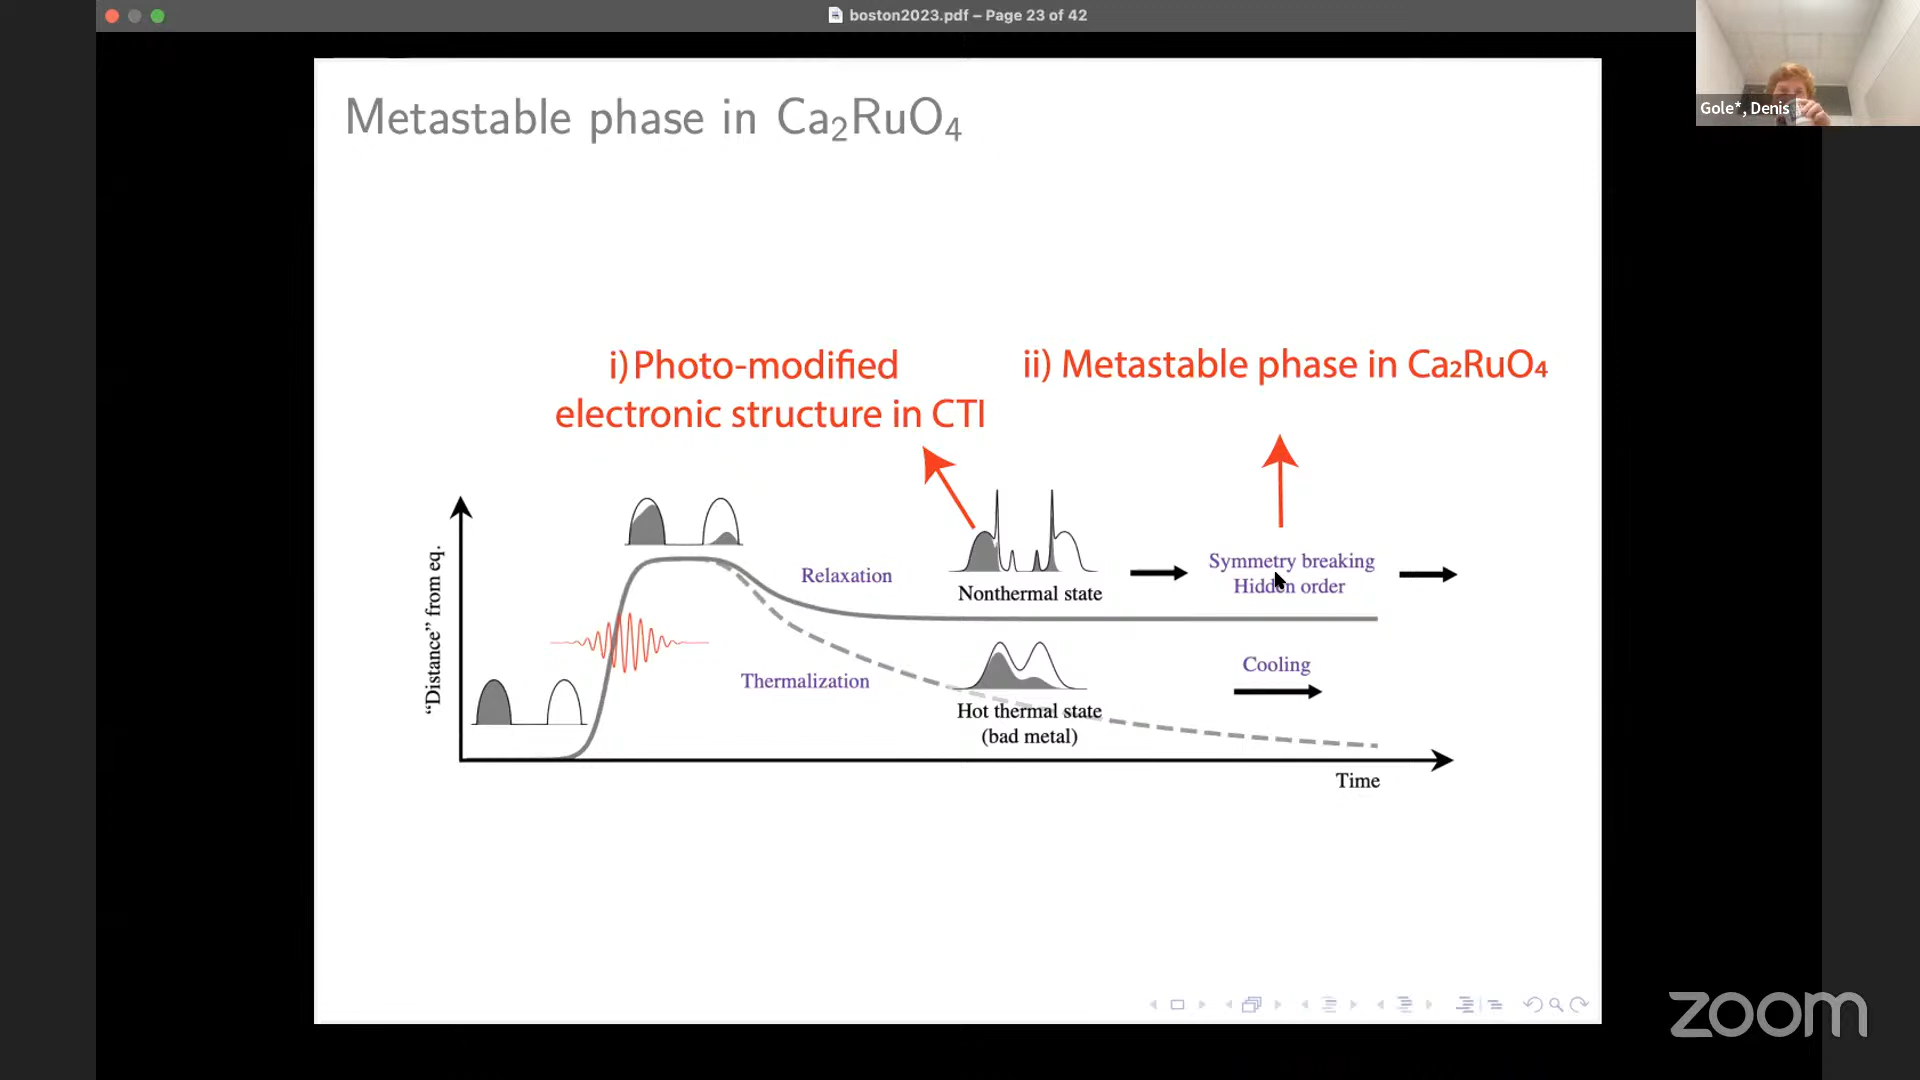 boston2023.pdf – Page 23 of 42
Gole*, Denis
Metastable phase in Ca₂RuO₄
i) Photo-modified
electronic structure in CTI
ii) Metastable phase in Ca₂RuO₄
"Distance" from eq.
Relaxation
Nonthermal state
Symmetry breaking
Hidden order
Thermalization
Hot thermal state
(bad metal)
Cooling
Time
zoom